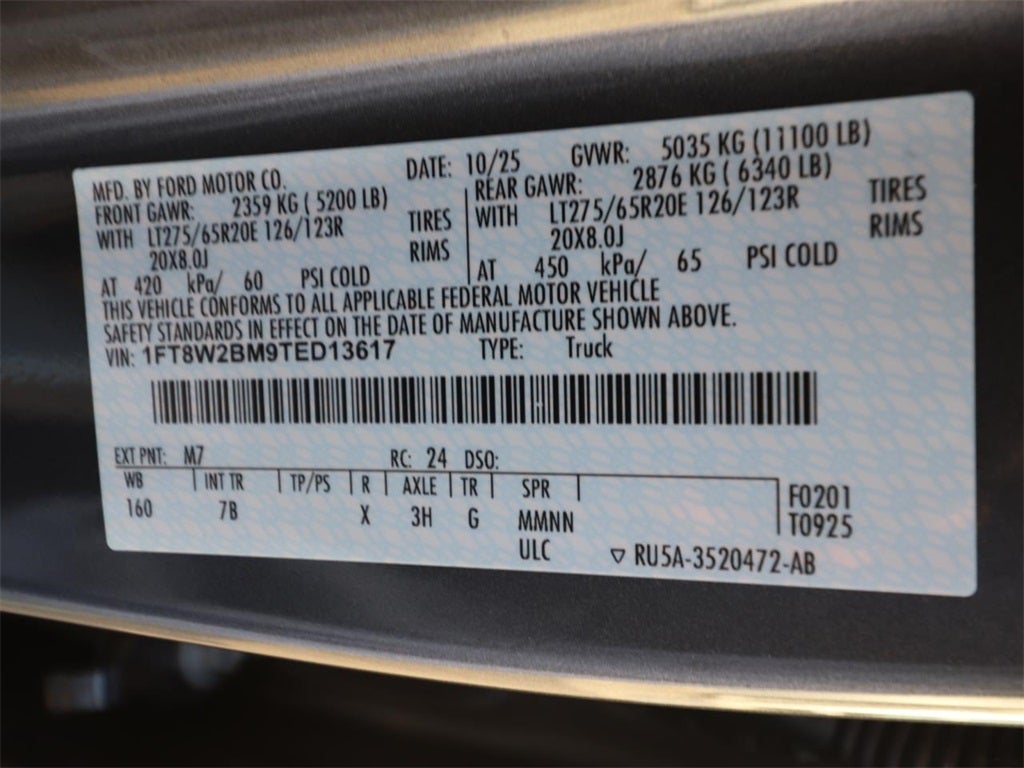 MFD. BY FORD MOTOR CO. DATE: 10/25 GVWR: 5035 KG (11100 LB)
FRONT GAWR: 2359 KG ( 5200 LB) REAR GAWR: 2876 KG ( 6340 LB)
WITH LT275/65R20E 126/123R TIRES WITH LT275/65R20E 126/123R TIRES
20X8.0J RIMS 20X8.0J RIMS
AT 420 kPa/ 60 PSI COLD AT 450 kPa/ 65 PSI COLD
THIS VEHICLE CONFORMS TO ALL APPLICABLE FEDERAL MOTOR VEHICLE
SAFETY STANDARDS IN EFFECT ON THE DATE OF MANUFACTURE SHOWN ABOVE.
VIN: 1FT8W2BM9TED13617 TYPE: Truck
EXT PNT: M7 RC: 24 DSO:
WB INT TR TP/PS R AXLE TR SPR F0201
160 7B X 3H G MMNN T0925
ULC ▽ RU5A-3520472-AB